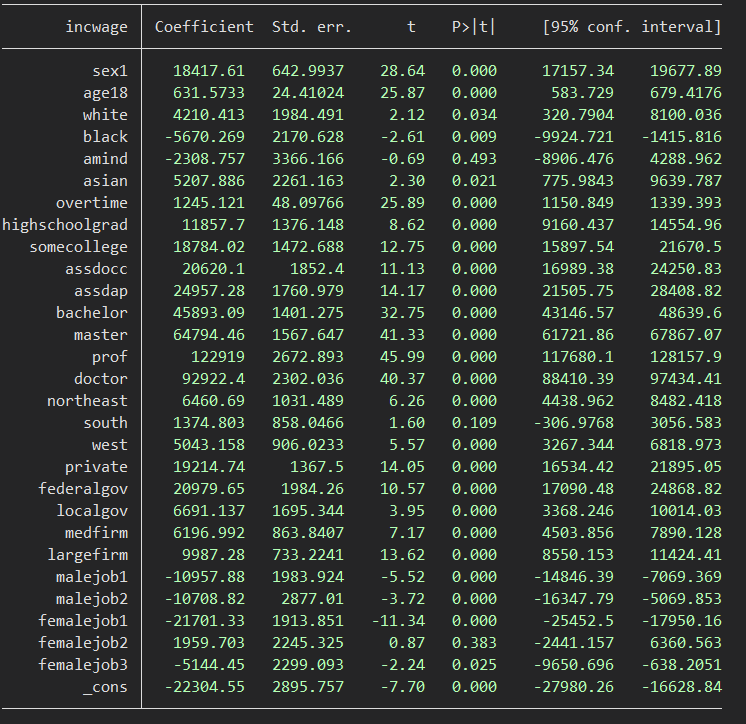 incwage Coefficient Std. err. t P>|t| [95% conf. interval]
sex1 18417.61 642.9937 28.64 0.000 17157.34 19677.89
age18 631.5733 24.41024 25.87 0.000 583.729 679.4176
white 4210.413 1984.491 2.12 0.034 320.7904 8100.036
black -5670.269 2170.628 -2.61 0.009 -9924.721 -1415.816
amind -2308.757 3366.166 -0.69 0.493 -8906.476 4288.962
asian 5207.886 2261.163 2.30 0.021 775.9843 9639.787
overtime 1245.121 48.09766 25.89 0.000 1150.849 1339.393
highschoolgrad 11857.7 1376.148 8.62 0.000 9160.437 14554.96
somecollege 18784.02 1472.688 12.75 0.000 15897.54 21670.5
assdocc 20620.1 1852.4 11.13 0.000 16989.38 24250.83
assdap 24957.28 1760.979 14.17 0.000 21505.75 28408.82
bachelor 45893.09 1401.275 32.75 0.000 43146.57 48639.6
master 64794.46 1567.647 41.33 0.000 61721.86 67867.07
prof 122919 2672.893 45.99 0.000 117680.1 128157.9
doctor 92922.4 2302.036 40.37 0.000 88410.39 97434.41
northeast 6460.69 1031.489 6.26 0.000 4438.962 8482.418
south 1374.803 858.0466 1.60 0.109 -306.9768 3056.583
west 5043.158 906.0233 5.57 0.000 3267.344 6818.973
private 19214.74 1367.5 14.05 0.000 16534.42 21895.05
federalgov 20979.65 1984.26 10.57 0.000 17090.48 24868.82
localgov 6691.137 1695.344 3.95 0.000 3368.246 10014.03
medfirm 6196.992 863.8407 7.17 0.000 4503.856 7890.128
largefirm 9987.28 733.2241 13.62 0.000 8550.153 11424.41
malejob1 -10957.88 1983.924 -5.52 0.000 -14846.39 -7069.369
malejob2 -10708.82 2877.01 -3.72 0.000 -16347.79 -5069.853
femalejob1 -21701.33 1913.851 -11.34 0.000 -25452.5 -17950.16
femalejob2 1959.703 2245.325 0.87 0.383 -2441.157 6360.563
femalejob3 -5144.45 2299.093 -2.24 0.025 -9650.696 -638.2051
_cons -22304.55 2895.757 -7.70 0.000 -27980.26 -16628.84